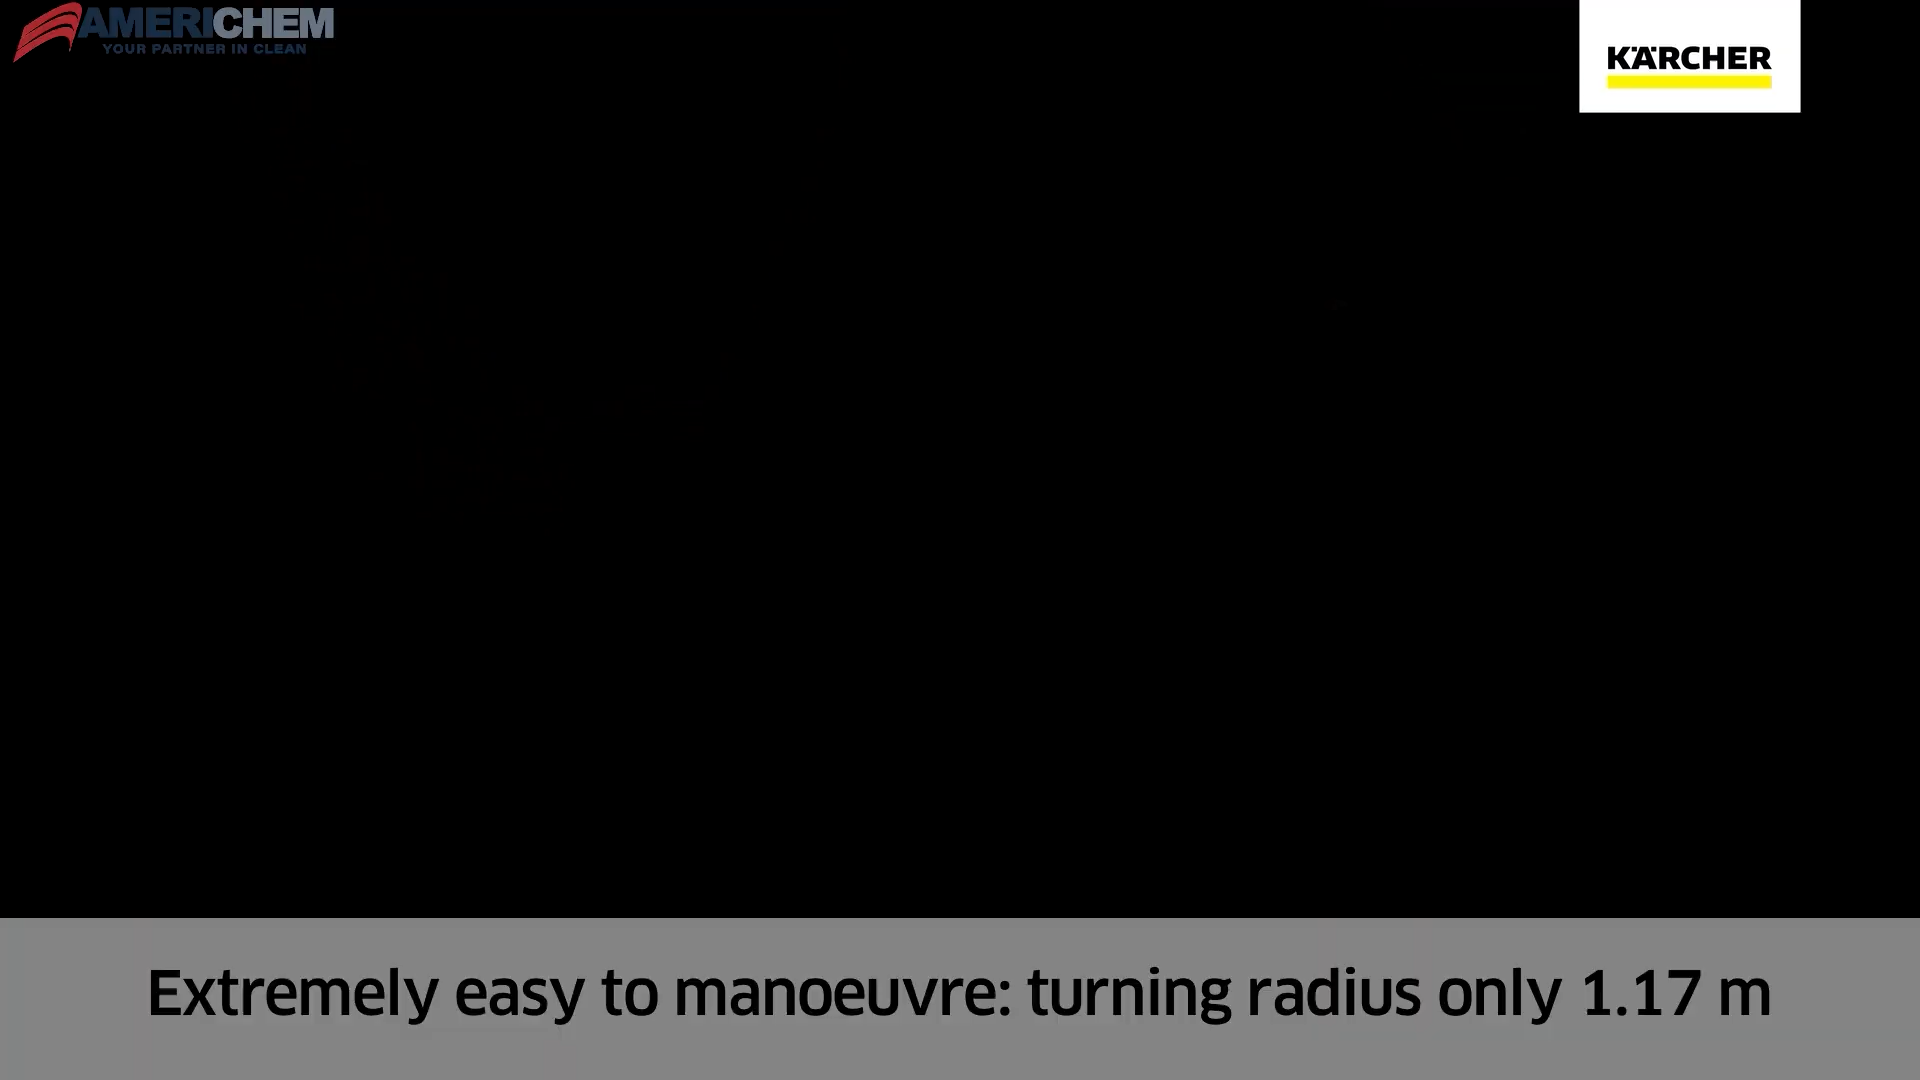 AMERICHEM
YOUR PARTNER IN CLEAN
KÄRCHER
Extremely easy to manoeuvre: turning radius only 1.17 m